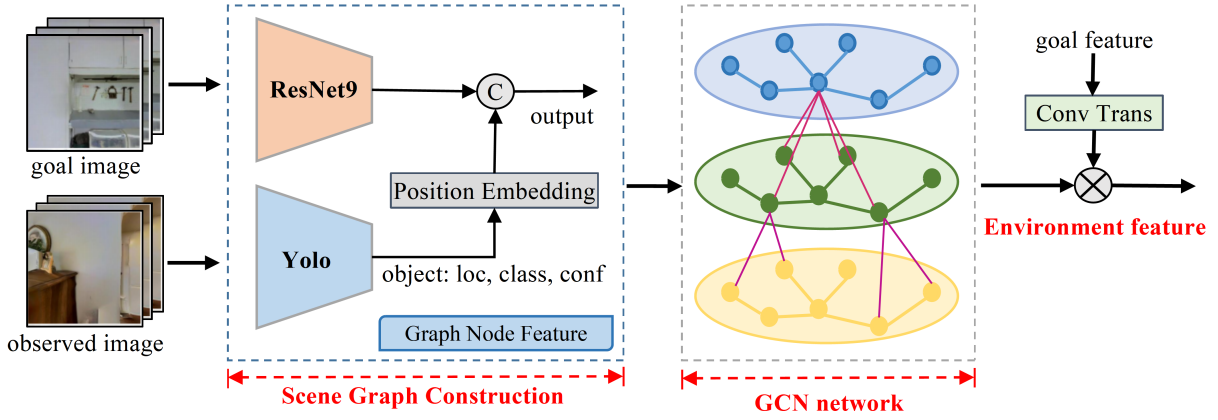 goal image
observed image
ResNet9
Yolo
C
output
Position Embedding
object: loc, class, conf
Graph Node Feature
Scene Graph Construction
GCN network
goal feature
Conv Trans
Environment feature